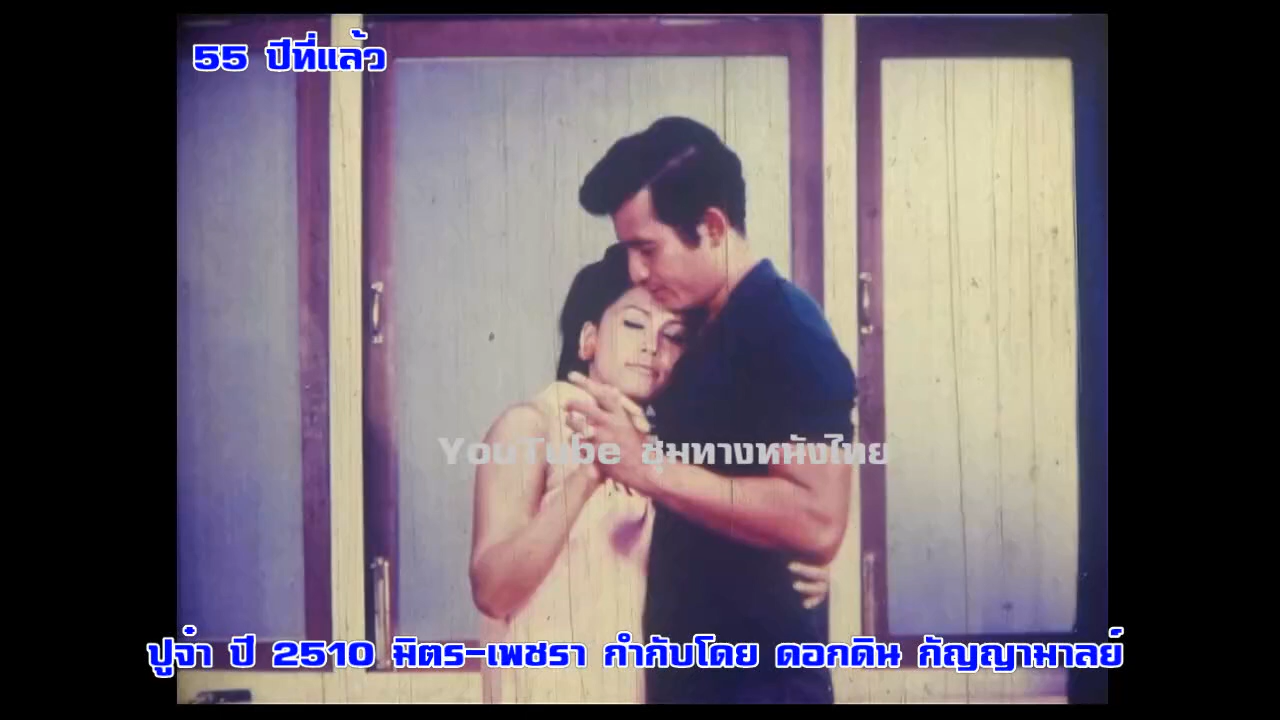 55 ปีที่แล้ว
YouTube ชุมทางหนังไทย
ปูจ๋า ปี 2510 มิตร-เพชรา กำกับโดย ดอกดิน กัญญามาลย์